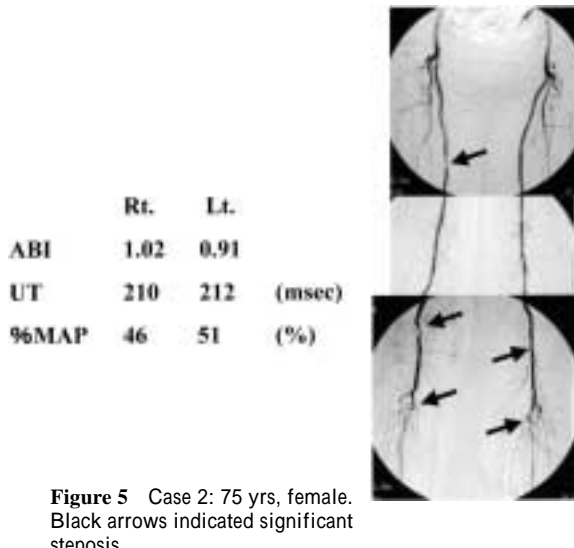 Rt. Lt.
ABI 1.02 0.91
UT 210 212 (msec)
%MAP 46 51 (%)
Figure 5 Case 2: 75 yrs, female.
Black arrows indicated significant
stenosis